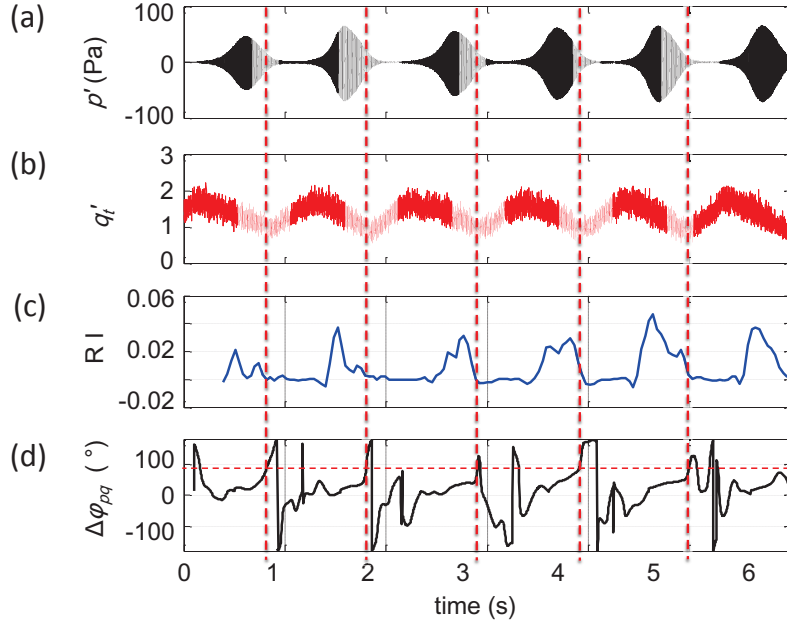 (a)
p′ (Pa)
100
0
-100
(b)
q_t′
3
2
1
0
(c)
R I
0.06
0.02
-0.02
(d)
Δφ_pq ( °)
100
0
-100
0 1 2 3 4 5 6
time (s)